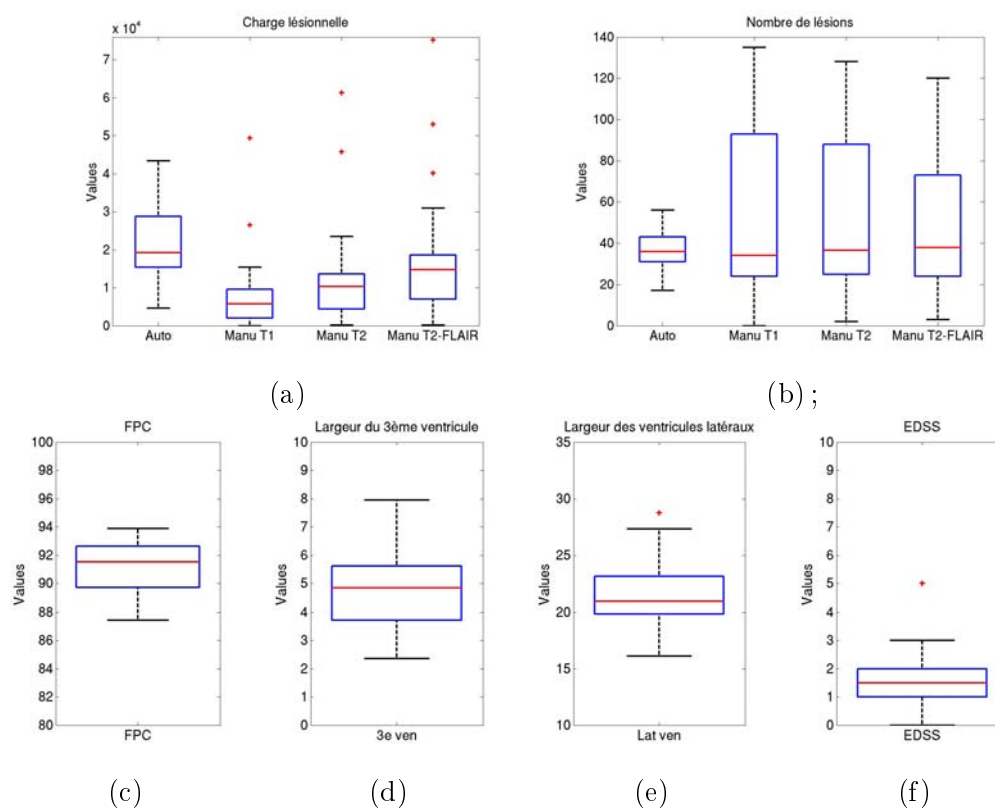 Charge lésionnelle
x 10⁴
7
6
5
4
3
2
1
0
Values
Auto
Manu T1
Manu T2
Manu T2-FLAIR
(a)
Nombre de lésions
140
120
100
80
60
40
20
0
Values
Auto
Manu T1
Manu T2
Manu T2-FLAIR
(b) ;
FPC
100
98
96
94
92
90
88
86
84
82
80
Values
FPC
(c)
Largeur du 3ème ventricule
10
9
8
7
6
5
4
3
2
1
0
Values
3e ven
(d)
Largeur des ventricules latéraux
35
30
25
20
15
10
Values
Lat ven
(e)
EDSS
10
9
8
7
6
5
4
3
2
1
0
Values
EDSS
(f)